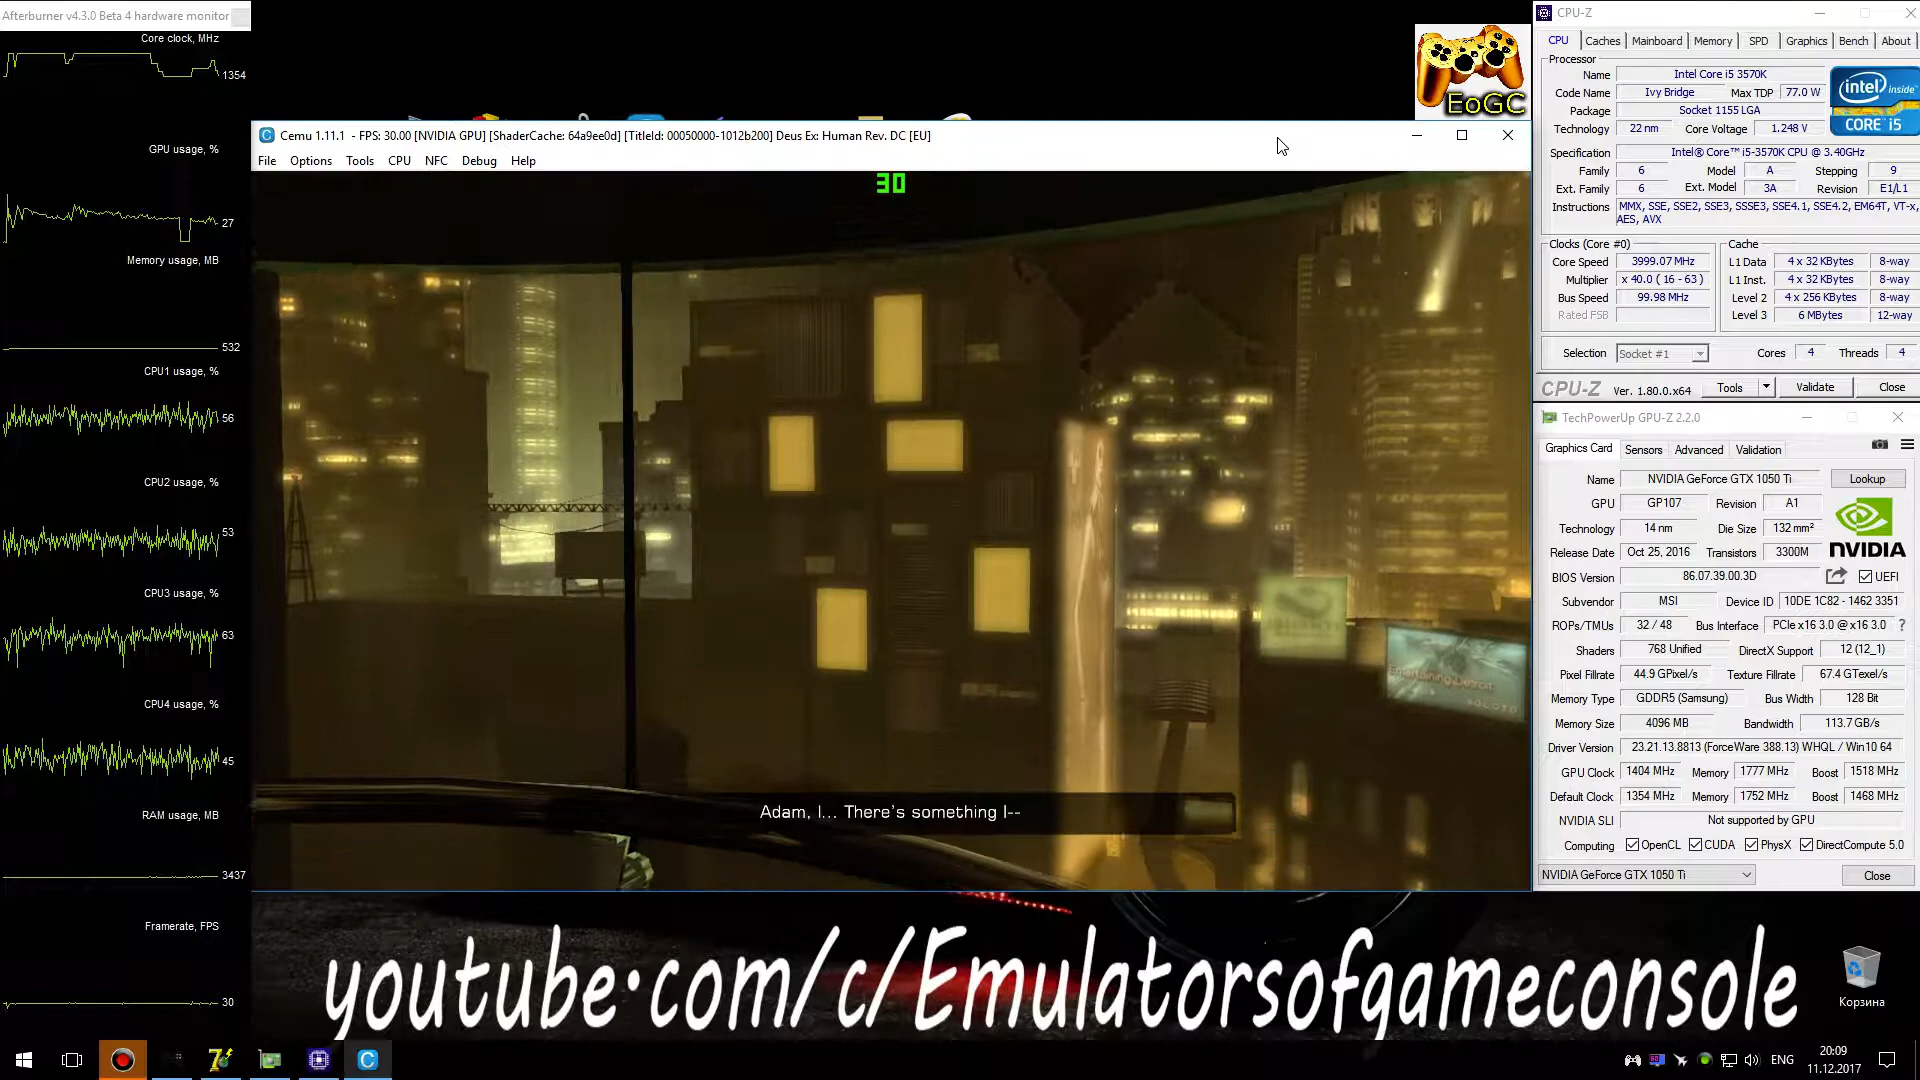 Afterburner v4.3.0 Beta 4 hardware monitor
Core clock, MHz
1354
GPU usage, %
27
Memory usage, MB
532
CPU1 usage, %
56
CPU2 usage, %
53
CPU3 usage, %
63
CPU4 usage, %
45
RAM usage, MB
3437
Framerate, FPS
30
EoGC
Cemu 1.11.1 - FPS: 30.00 [NVIDIA GPU] [ShaderCache: 64a9ee0d] [TitleId: 00050000-1012b200] Deus Ex: Human Rev. DC [EU]
File Options Tools CPU NFC Debug Help
30
Entertaining Detroit
Adam, I... There's something I--
youtube.com/c/Emulatorsofgameconsole
CPU-Z
CPU Caches Mainboard Memory SPD Graphics Bench About
Processor
Name Intel Core i5 3570K
Code Name Ivy Bridge Max TDP 77.0 W
Package Socket 1155 LGA
Technology 22 nm Core Voltage 1.248 V
intel inside™
CORE i5
Specification Intel® Core™ i5-3570K CPU @ 3.40GHz
Family 6 Model A Stepping 9
Ext. Family 6 Ext. Model 3A Revision E1/L1
Instructions MMX, SSE, SSE2, SSE3, SSSE3, SSE4.1, SSE4.2, EM64T, VT-x,
AES, AVX
Clocks (Core #0)
Core Speed 3999.07 MHz
Multiplier x 40.0 ( 16 - 63 )
Bus Speed 99.98 MHz
Rated FSB
Cache
L1 Data 4 x 32 KBytes 8-way
L1 Inst. 4 x 32 KBytes 8-way
Level 2 4 x 256 KBytes 8-way
Level 3 6 MBytes 12-way
Selection Socket #1 Cores 4 Threads 4
CPU-Z Ver. 1.80.0.x64 Tools Validate Close
TechPowerUp GPU-Z 2.2.0
Graphics Card Sensors Advanced Validation
Name NVIDIA GeForce GTX 1050 Ti Lookup
GPU GP107 Revision A1
Technology 14 nm Die Size 132 mm²
Release Date Oct 25, 2016 Transistors 3300M
NVIDIA
BIOS Version 86.07.39.00.3D UEFI
Subvendor MSI Device ID 10DE 1C82 - 1462 3351
ROPs/TMUs 32 / 48 Bus Interface PCIe x16 3.0 @ x16 3.0 ?
Shaders 768 Unified DirectX Support 12 (12_1)
Pixel Fillrate 44.9 GPixel/s Texture Fillrate 67.4 GTexel/s
Memory Type GDDR5 (Samsung) Bus Width 128 Bit
Memory Size 4096 MB Bandwidth 113.7 GB/s
Driver Version 23.21.13.8813 (ForceWare 388.13) WHQL / Win10 64
GPU Clock 1404 MHz Memory 1777 MHz Boost 1518 MHz
Default Clock 1354 MHz Memory 1752 MHz Boost 1468 MHz
NVIDIA SLI Not supported by GPU
Computing OpenCL CUDA PhysX DirectCompute 5.0
NVIDIA GeForce GTX 1050 Ti Close
Корзина
ENG
20:09
11.12.2017